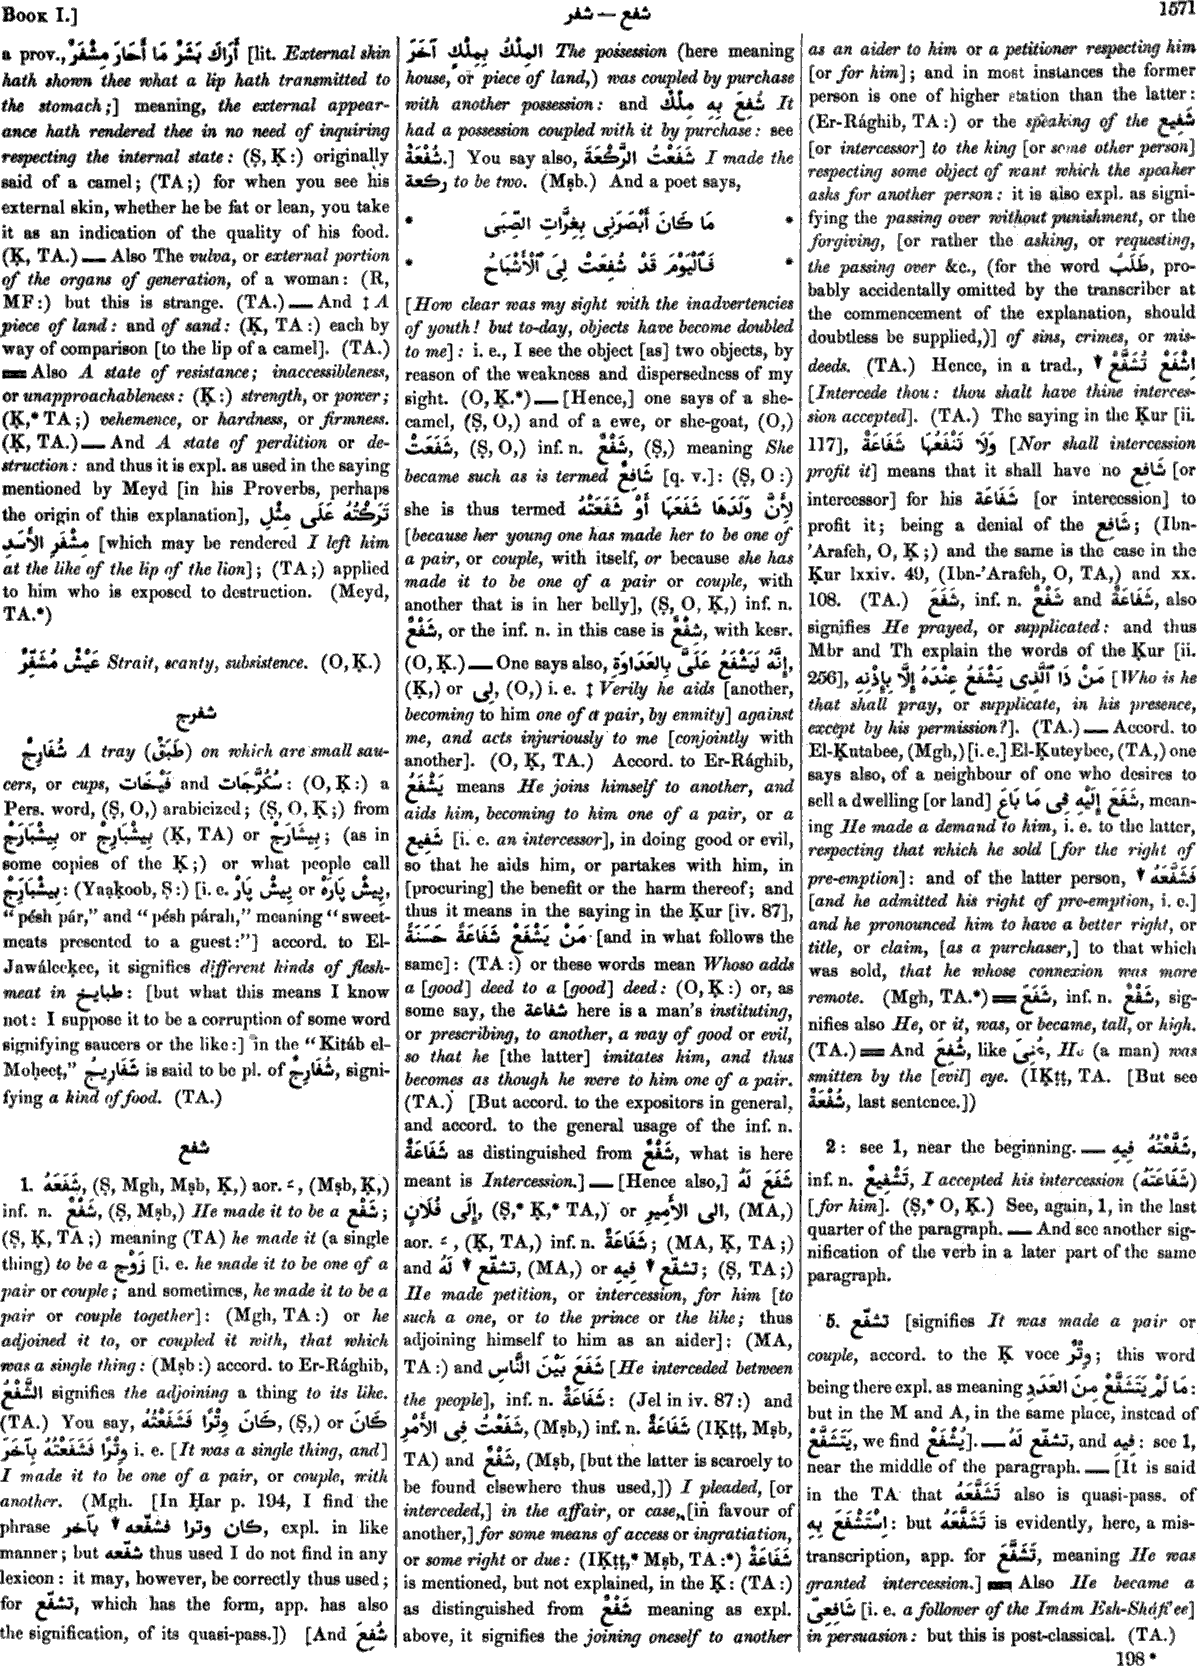 Book I.]
شفع — شفر
1571
a prov., أَرَاكَ بَشَرٌ مَا أَحَارَ مِشْفَرٌ [lit. External skin
hath shown thee what a lip hath transmitted to
the stomach;] meaning, the external appear-
ance hath rendered thee in no need of inquiring
respecting the internal state: (Ṣ, Ḳ:) originally
said of a camel; (TA;) for when you see his
external skin, whether he be fat or lean, you take
it as an indication of the quality of his food.
(Ḳ, TA.) — Also The vulva, or external portion
of the organs of generation, of a woman: (R,
MF:) but this is strange. (TA.) — And ‡ A
piece of land: and of sand: (Ḳ, TA:) each by
way of comparison [to the lip of a camel]. (TA.)
══ Also A state of resistance; inaccessibleness,
or unapproachableness: (Ḳ:) strength, or power;
(Ḳ,* TA;) vehemence, or hardness, or firmness.
(Ḳ, TA.) — And A state of perdition or de-
struction: and thus it is expl. as used in the saying
mentioned by Meyd [in his Proverbs, perhaps
the origin of this explanation], تَرَكْتُهُ عَلَى مِثْلِ
مِشْفَرِ الأَسَدِ [which may be rendered I left him
at the like of the lip of the lion]; (TA;) applied
to him who is exposed to destruction. (Meyd,
TA.*)
عَيْشٌ مُشَفِّرٌ Strait, scanty, subsistence. (O, Ḳ.)
شفرج
شُفَارِجٌ A tray (طَبَقٌ) on which are small sau-
cers, or cups, فَيْخَات and سُكُرَّجَات: (O, Ḳ:) a
Pers. word, (Ṣ, O,) arabicized; (Ṣ, O, Ḳ;) from
بِيشْبَارَجْ or بِيشْبَارِجْ (Ḳ, TA) or بِيشَارَجْ; (as in
some copies of the Ḳ;) or what people call
بِيشْبَارَجْ: (Yaạḳoob, Ṣ:) [i. e. پِيش پَارْ or پِيش پَارَهْ,
“pésh pár,” and “pésh párah,” meaning “sweet-
meats presented to a guest:”] accord. to El-
Jawáleeḳee, it signifies different kinds of flesh-
meat in طبايخ: [but what this means I know
not: I suppose it to be a corruption of some word
signifying saucers or the like:] in the “Kitáb el-
Moḥeeṭ,” شَفَارِيجُ is said to be pl. of شُفَارِجٌ, signi-
fying a kind of food. (TA.)
شفع
1. شَفَعَهُ, (Ṣ, Mgh, Mṣb, Ḳ,) aor. ـَ, (Mṣb, Ḳ,)
inf. n. شَفْعٌ, (Ṣ, Mṣb,) He made it to be a شَفْع;
(Ṣ, Ḳ, TA;) meaning (TA) he made it (a single
thing) to be a زَوْج [i. e. he made it to be one of a
pair or couple; and sometimes, he made it to be a
pair or couple together]: (Mgh, TA:) or he
adjoined it to, or coupled it with, that which
was a single thing: (Mṣb:) accord. to Er-Rághib,
الشَّفْعُ signifies the adjoining a thing to its like.
(TA.) You say, كَانَ وِتْرًا فَشَفَعْتُهُ, (Ṣ,) or كَانَ
وِتْرًا فَشَفَعْتُهُ بِآخَرَ i. e. [It was a single thing, and]
I made it to be one of a pair, or couple, with
another. (Mgh. [In Ḥar p. 194, I find the
phrase كان وترا فشفّعه ▼ بآخر, expl. in like
manner; but شفّعه thus used I do not find in any
lexicon: it may, however, be correctly thus used;
for تشفّع, which has the form, app. has also
the signification, of its quasi-pass.]) [And شُفِعَ
المِلْكُ بِمِلْكٍ آخَرَ The possession (here meaning
house, or piece of land,) was coupled by purchase
with another possession: and شُفِعَ بِهِ مِلْكٌ It
had a possession coupled with it by purchase: see
شُفْعَةٌ.] You say also, شَفَعْتُ الرَّكْعَةَ I made the
ركعة to be two. (Mṣb.) And a poet says,
* مَا كَانَ أَبْصَرَنِى بِغِرَّاتِ الصِّبَى *
* فَٱلْيَوْمَ قَدْ شُفِعَتْ لِىَ ٱلْأَشْبَاحُ *
[How clear was my sight with the inadvertencies
of youth! but to-day, objects have become doubled
to me]: i. e., I see the object [as] two objects, by
reason of the weakness and dispersedness of my
sight. (O, Ḳ.*) — [Hence,] one says of a she-
camel, (Ṣ, O,) and of a ewe, or she-goat, (O,)
شَفَعَتْ, (Ṣ, O,) inf. n. شَفْعٌ, (Ṣ,) meaning She
became such as is termed شَافِعٌ [q. v.]: (Ṣ, O:)
she is thus termed لِأَنَّ وَلَدَهَا شَفَعَهَا أَوْ شَفَعَتْهُ
[because her young one has made her to be one of
a pair, or couple, with itself, or because she has
made it to be one of a pair or couple, with
another that is in her belly], (Ṣ, O, Ḳ,) inf. n.
شَفْعٌ, or the inf. n. in this case is شِفْعٌ, with kesr.
(O, Ḳ.) — One says also, إِنَّهُ لَيَشْفَعُ عَلَىَّ بِالعَدَاوَةِ,
(Ḳ,) or لِى, (O,) i. e. ‡ Verily he aids [another,
becoming to him one of a pair, by enmity] against
me, and acts injuriously to me [conjointly with
another]. (O, Ḳ, TA.) Accord. to Er-Rághib,
يَشْفَعُ means He joins himself to another, and
aids him, becoming to him one of a pair, or a
شَفِيع [i. e. an intercessor], in doing good or evil,
so that he aids him, or partakes with him, in
[procuring] the benefit or the harm thereof; and
thus it means in the saying in the Ḳur [iv. 87],
مَنْ يَشْفَعْ شَفَاعَةً حَسَنَةً [and in what follows the
same]: (TA:) or these words mean Whoso adds
a [good] deed to a [good] deed: (O, Ḳ:) or, as
some say, the شفاعة here is a man’s instituting,
or prescribing, to another, a way of good or evil,
so that he [the latter] imitates him, and thus
becomes as though he were to him one of a pair.
(TA.) [But accord. to the expositors in general,
and accord. to the general usage of the inf. n.
شَفَاعَةٌ as distinguished from شَفْعٌ, what is here
meant is Intercession.] — [Hence also,] شَفَعَ لَهُ
إِلَى فُلَانٍ, (Ṣ,* Ḳ,* TA,) or الى الأَمِيرِ, (MA,)
aor. ـَ, (Ḳ, TA,) inf. n. شَفَاعَةٌ; (MA, Ḳ, TA;)
and لَهُ ▼ تشفّع, (MA,) or فِيهِ ▼ تشفّع; (Ṣ, TA;)
He made petition, or intercession, for him [to
such a one, or to the prince or the like; thus
adjoining himself to him as an aider]: (MA,
TA:) and شَفَعَ بَيْنَ النَّاسِ [He interceded between
the people], inf. n. شَفَاعَةٌ: (Jel in iv. 87:) and
شَفَعْتُ فِى الأَمْرِ, (Mṣb,) inf. n. شَفَاعَةٌ (IḲṭṭ, Mṣb,
TA) and شَفْعٌ, (Mṣb, [but the latter is scarcely to
be found elsewhere thus used,]) I pleaded, [or
interceded,] in the affair, or case, [in favour of
another,] for some means of access or ingratiation,
or some right or due: (IḲṭṭ,* Mṣb, TA:*) شَفَاعَةٌ
is mentioned, but not explained, in the Ḳ: (TA:)
as distinguished from شَفْعٌ meaning as expl.
above, it signifies the joining oneself to another
as an aider to him or a petitioner respecting him
[or for him]; and in most instances the former
person is one of higher station than the latter:
(Er-Rághib, TA:) or the speaking of the شَفِيع
[or intercessor] to the king [or some other person]
respecting some object of want which the speaker
asks for another person: it is also expl. as signi-
fying the passing over without punishment, or the
forgiving, [or rather the asking, or requesting,
the passing over &c., (for the word طَلَبُ, pro-
bably accidentally omitted by the transcriber at
the commencement of the explanation, should
doubtless be supplied,)] of sins, crimes, or mis-
deeds. (TA.) Hence, in a trad., اِشْفَعْ تُشَفَّعْ ▼
[Intercede thou: thou shalt have thine interces-
sion accepted]. (TA.) The saying in the Ḳur [ii.
117], وَلَا تَنْفَعُهَا شَفَاعَةٌ [Nor shall intercession
profit it] means that it shall have no شَافِع [or
intercessor] for his شَفَاعَة [or intercession] to
profit it; being a denial of the شافع; (Ibn-
’Arafeh, O, Ḳ;) and the same is the case in the
Ḳur lxxiv. 49, (Ibn-’Arafeh, O, TA,) and xx.
108. (TA.) شَفَعَ, inf. n. شَفْعٌ and شَفَاعَةٌ, also
signifies He prayed, or supplicated: and thus
Mbr and Th explain the words of the Ḳur [ii.
256], مَنْ ذَا ٱلَّذِى يَشْفَعُ عِنْدَهُ إِلَّا بِإِذْنِهِ [Who is he
that shall pray, or supplicate, in his presence,
except by his permission?]. (TA.) — Accord. to
El-Ḳutabee, (Mgh,) [i. e.] El-Ḳuteybee, (TA,) one
says also, of a neighbour of one who desires to
sell a dwelling [or land] شَفَعَ إِلَيْهِ فِى مَا بَاعَ, mean-
ing He made a demand to him, i. e. to the latter,
respecting that which he sold [for the right of
pre-emption]: and of the latter person, فَشَفَّعَهُ ▼
[and he admitted his right of pre-emption, i. e.]
and he pronounced him to have a better right, or
title, or claim, [as a purchaser,] to that which
was sold, that he whose connexion was more
remote. (Mgh, TA.*) ══ شَفَعَ, inf. n. شَفْعٌ, sig-
nifies also He, or it, was, or became, tall, or high.
(TA.) ══ And شُفِعَ, like عُنِىَ, He (a man) was
smitten by the [evil] eye. (IḲṭṭ, TA. [But see
شُفْعَةٌ, last sentence.])
2: see 1, near the beginning. — شَفَّعْتُهُ فِيهِ,
inf. n. تَشْفِيعٌ, I accepted his intercession (شَفَاعَتَهُ)
[for him]. (Ṣ,* O, Ḳ.) See, again, 1, in the last
quarter of the paragraph. — And see another sig-
nification of the verb in a later part of the same
paragraph.
5. تشفّع [signifies It was made a pair or
couple, accord. to the Ḳ voce وِتْرٌ; this word
being there expl. as meaning مَا لَمْ يَتَشَفَّعْ مِنَ العَدَدِ:
but in the M and A, in the same place, instead of
يَتَشَفَّعْ, we find يُشْفَعْ]. — تشفّع لَهُ, and فيه: see 1,
near the middle of the paragraph. — [It is said
in the TA that تَشَفَّعَهُ also is quasi-pass. of
اِسْتَشْفَعَ بِهِ: but تَشَفَّعَهُ is evidently, here, a mis-
transcription, app. for تَشَفَّعَ, meaning He was
granted intercession.] ══ Also He became a
شَافِعِىّ [i. e. a follower of the Imám Esh-Sháfi’ee]
in persuasion: but this is post-classical. (TA.)
198 *